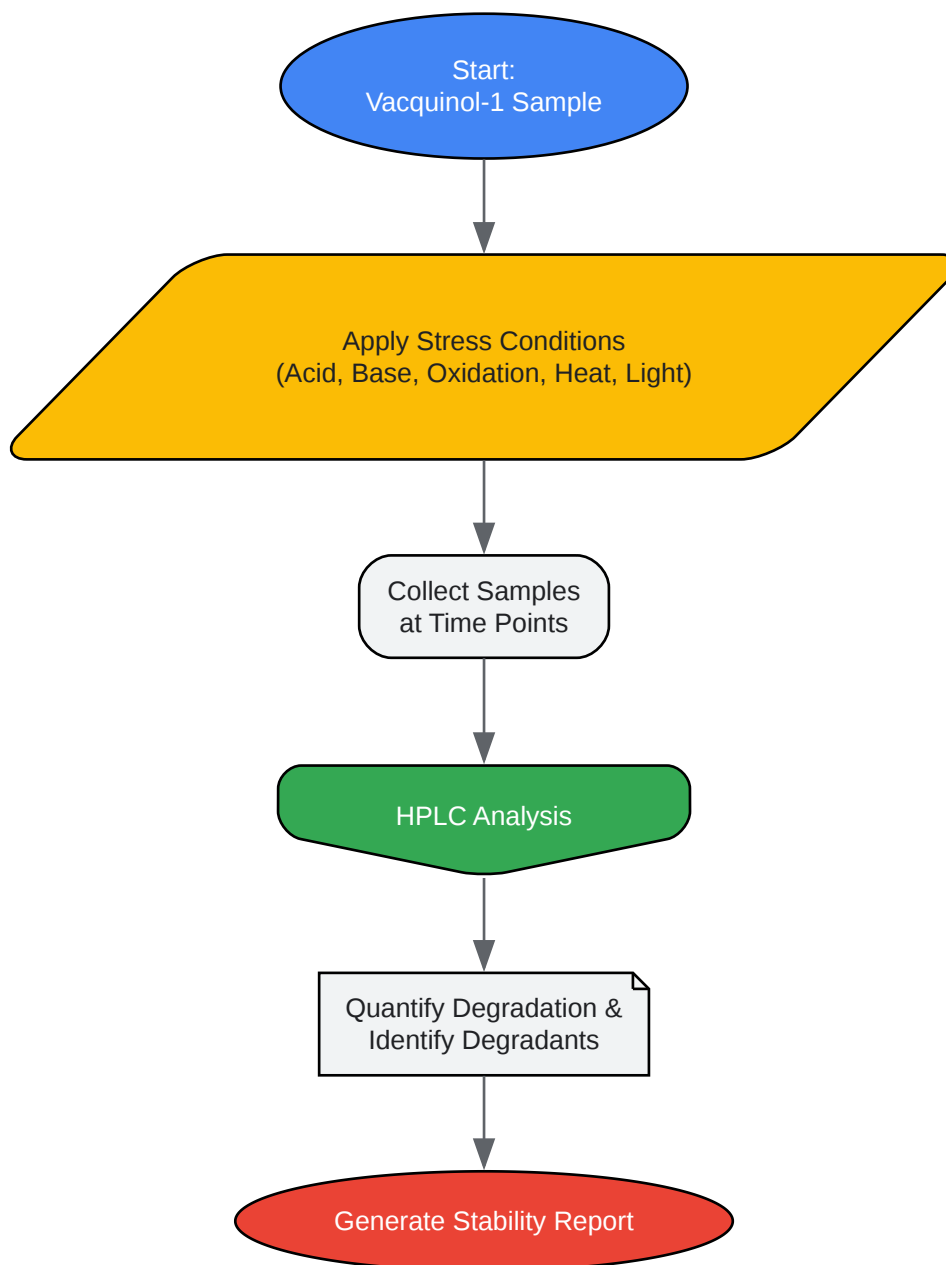 Start:
Vacquinol-1 Sample
Apply Stress Conditions
(Acid, Base, Oxidation, Heat, Light)
Collect Samples
at Time Points
HPLC Analysis
Quantify Degradation &
Identify Degradants
Generate Stability Report